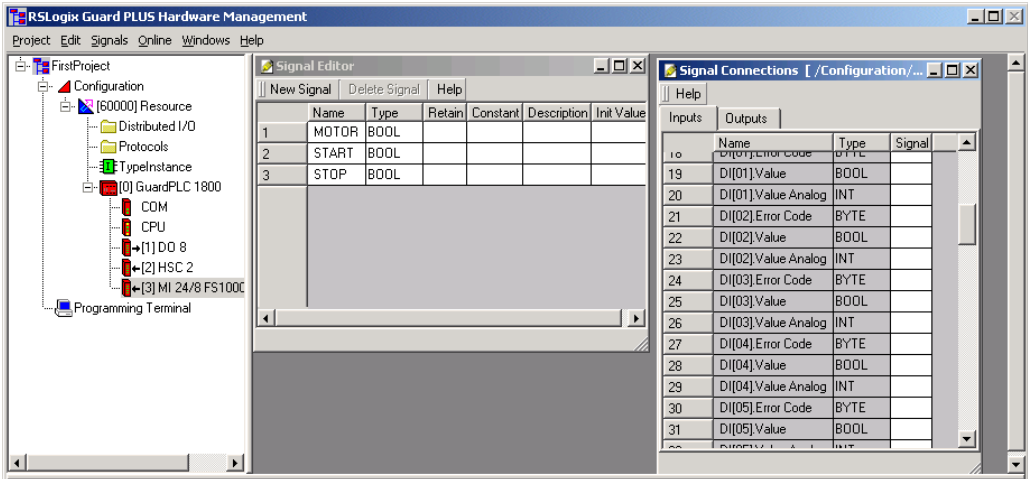 RSLogix Guard PLUS Hardware Management
Project Edit Signals Online Windows Help
FirstProject
Configuration
[60000] Resource
Distributed I/O
Protocols
TypeInstance
[0] GuardPLC 1800
COM
CPU
[1] DO 8
[2] HSC 2
[3] MI 24/8 FS100C
Programming Terminal
Signal Editor
New Signal Delete Signal Help
Name Type Retain Constant Description Init Value
1 MOTOR BOOL
2 START BOOL
3 STOP BOOL
Signal Connections [ /Configuration/...
Help
Inputs Outputs
Name Type Signal
18 DI[01].Error Code BYTE
19 DI[01].Value BOOL
20 DI[01].Value Analog INT
21 DI[02].Error Code BYTE
22 DI[02].Value BOOL
23 DI[02].Value Analog INT
24 DI[03].Error Code BYTE
25 DI[03].Value BOOL
26 DI[03].Value Analog INT
27 DI[04].Error Code BYTE
28 DI[04].Value BOOL
29 DI[04].Value Analog INT
30 DI[05].Error Code BYTE
31 DI[05].Value BOOL